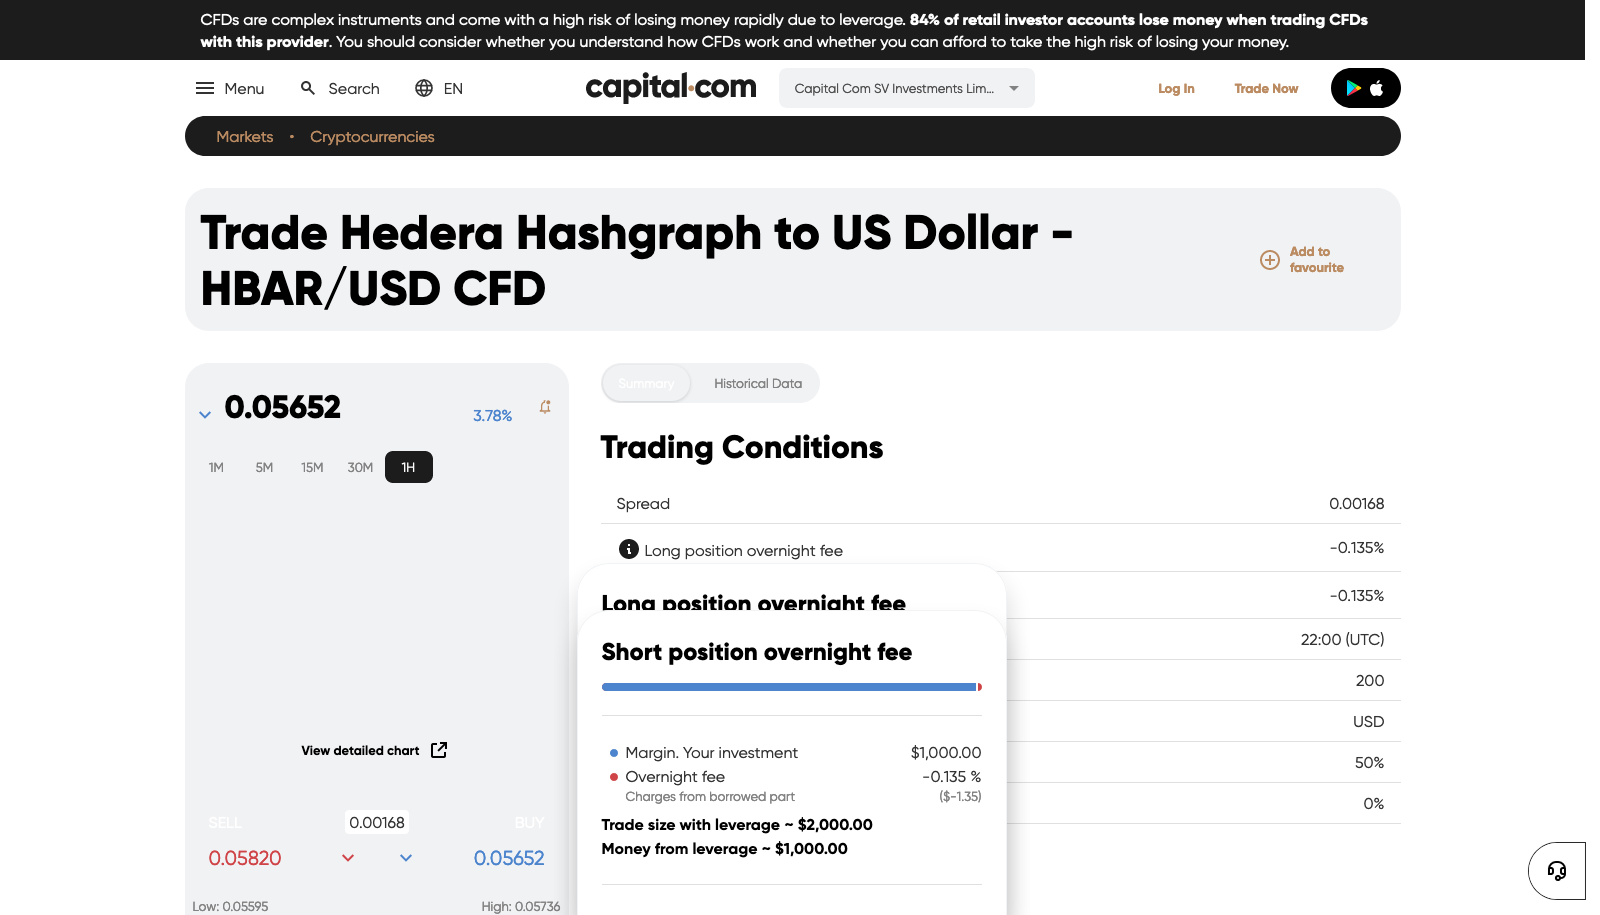 CFDs are complex instruments and come with a high risk of losing money rapidly due to leverage. 84% of retail investor accounts lose money when trading CFDs
with this provider. You should consider whether you understand how CFDs work and whether you can afford to take the high risk of losing your money.
Menu
Search
EN
capital.com
Capital Com SV Investments Lim...
Log In
Trade Now
Markets • Cryptocurrencies
Trade Hedera Hashgraph to US Dollar -
HBAR/USD CFD
Add to
favourite
0.05652
3.78%
1M 5M 15M 30M 1H
View detailed chart
SELL
0.00168
BUY
0.05820
0.05652
Low: 0.05595
High: 0.05736
Summary
Historical Data
Trading Conditions
Spread 0.00168
Long position overnight fee -0.135%
-0.135%
22:00 (UTC)
200
USD
50%
0%
Long position overnight fee
Short position overnight fee
Margin. Your investment $1,000.00
Overnight fee -0.135 %
Charges from borrowed part ($-1.35)
Trade size with leverage ~ $2,000.00
Money from leverage ~ $1,000.00